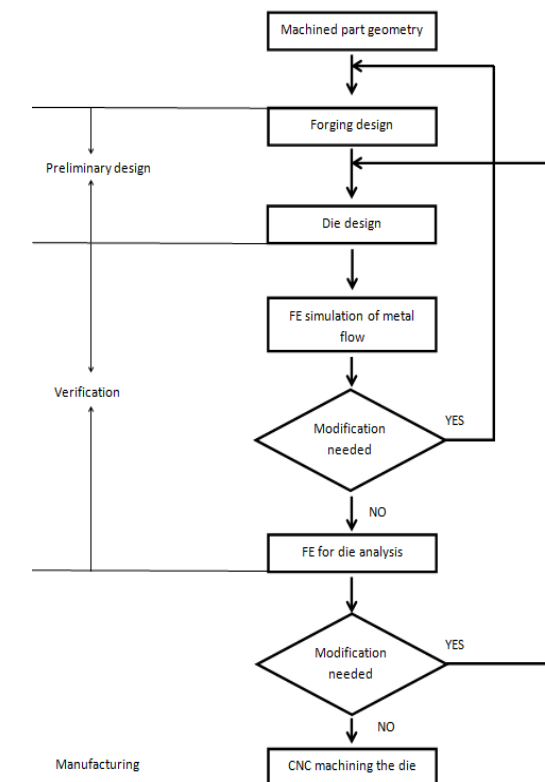 Machined part geometry
Forging design
Preliminary design
Die design
FE simulation of metal
flow
Verification
Modification
needed
YES
NO
FE for die analysis
Modification
needed
YES
NO
Manufacturing
CNC machining the die